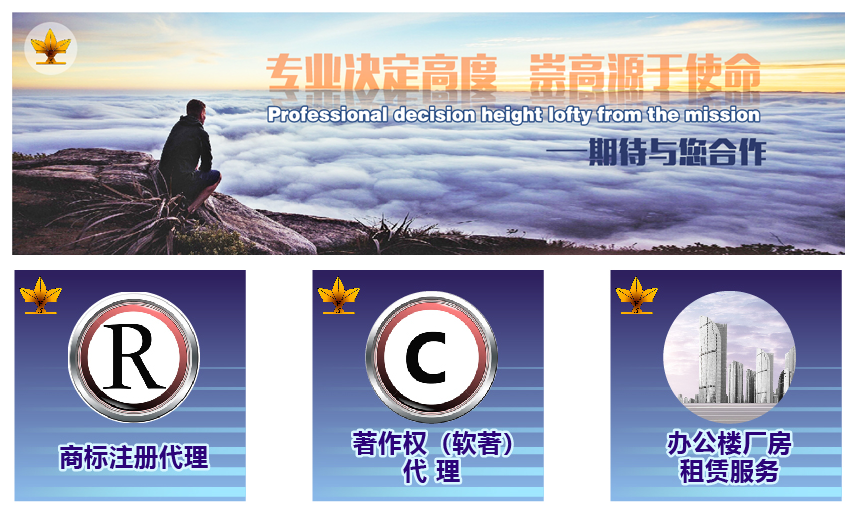 专业决定高度 崇高源于使命
Professional decision height lofty from the mission
——期待与您合作
R
商标注册代理
C
著作权（软著）
代 理
办公楼厂房
租赁服务